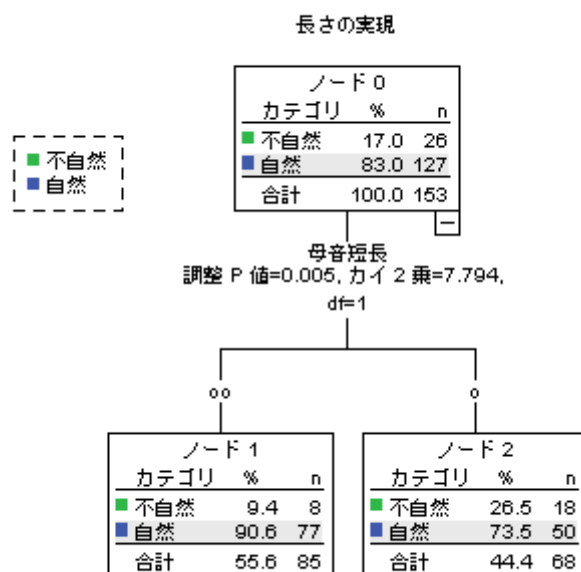 長さの実現
不自然
自然
ノード 0
カテゴリ % n
不自然 17.0 26
自然 83.0 127
合計 100.0 153
母音短長
調整 P 値=0.005, カイ 2 乗=7.794,
df=1
oo
o
ノード 1
カテゴリ % n
不自然 9.4 8
自然 90.6 77
合計 55.6 85
ノード 2
カテゴリ % n
不自然 26.5 18
自然 73.5 50
合計 44.4 68